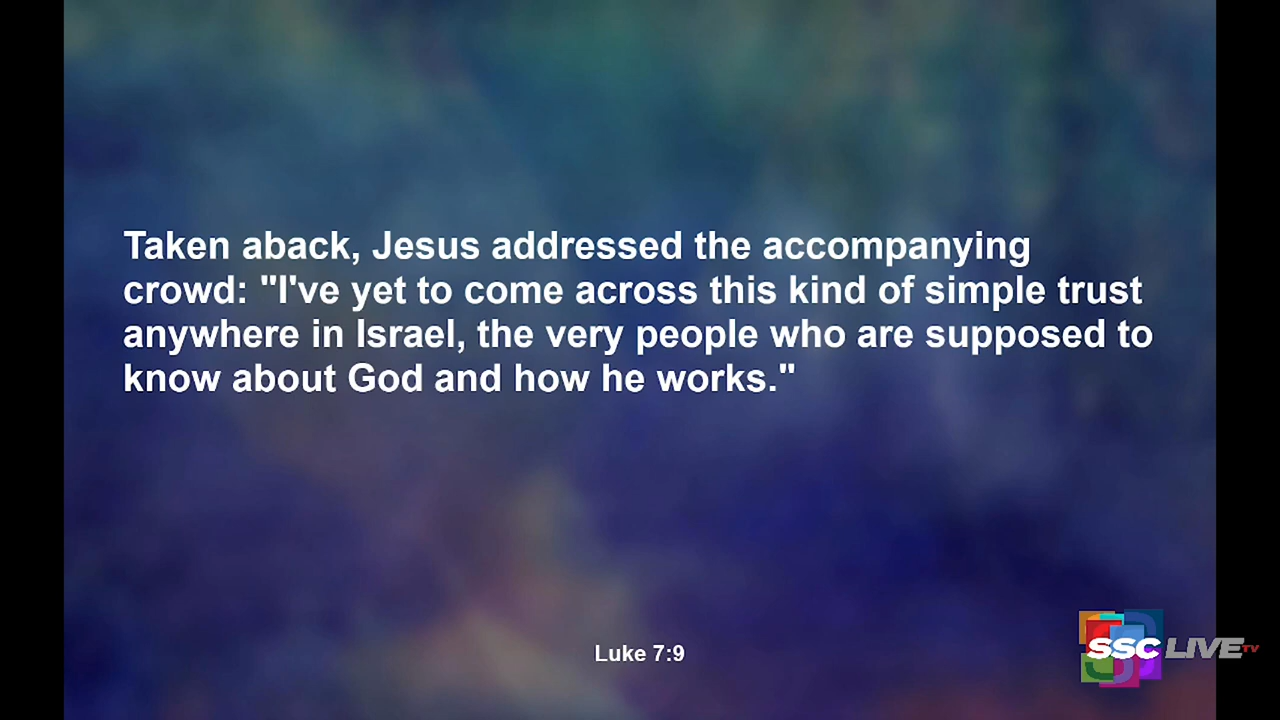 Taken aback, Jesus addressed the accompanying
crowd: "I've yet to come across this kind of simple trust
anywhere in Israel, the very people who are supposed to
know about God and how he works."
Luke 7:9
SSC LIVE TV